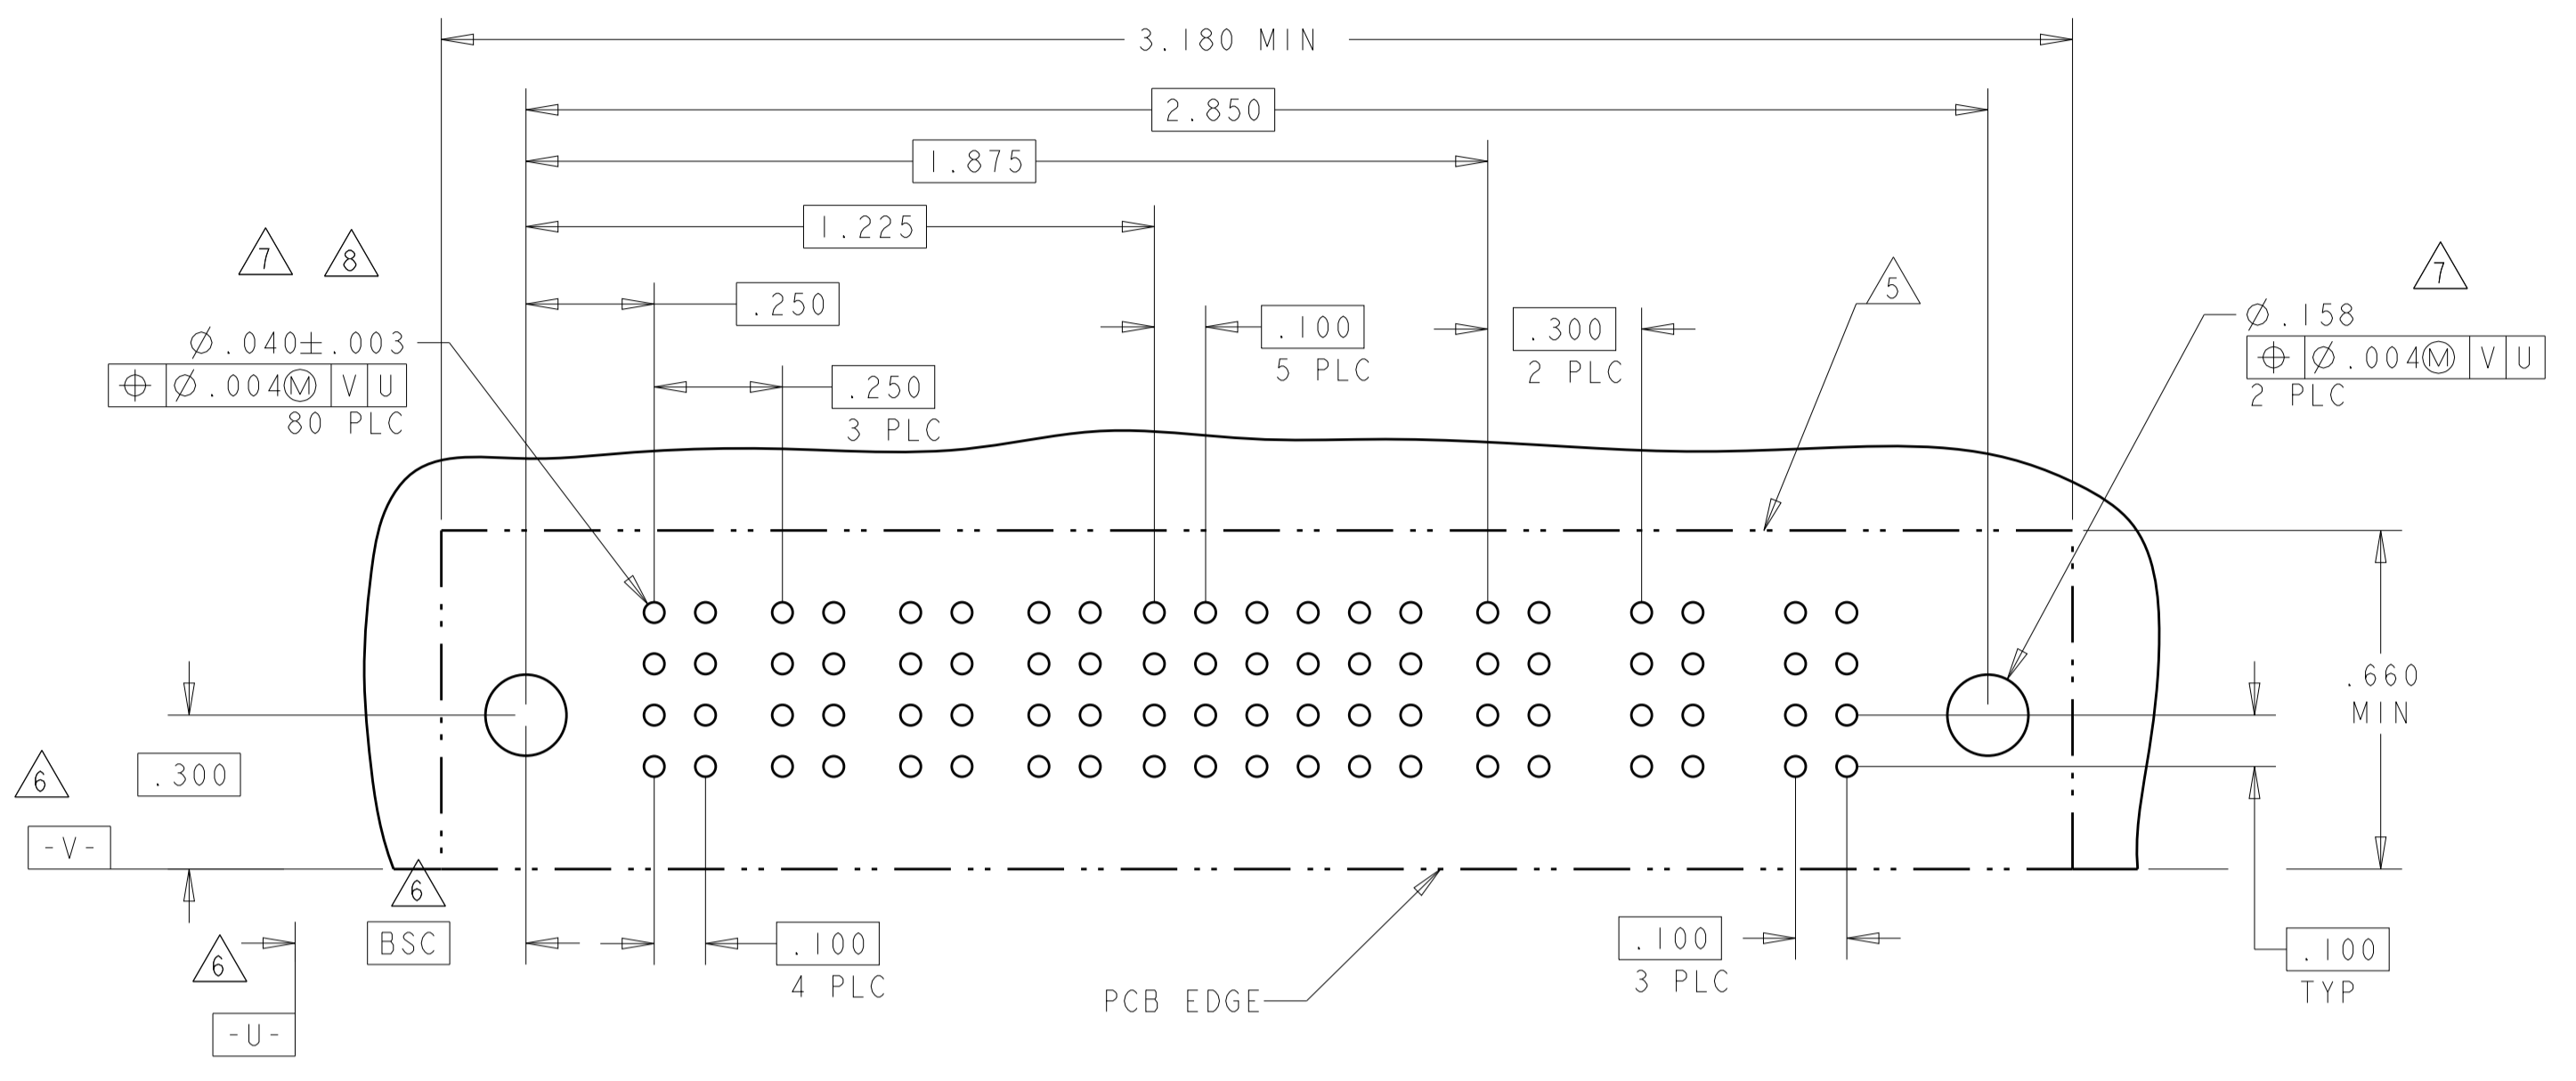 3.180 MIN
2.850
1.875
1.225
7
8
.250
5
7
Ø.040±.003
⌖ Ø.004Ⓜ V U
80 PLC
.250
3 PLC
.100
5 PLC
.300
2 PLC
Ø.158
⌖ Ø.004Ⓜ V U
2 PLC
.660
MIN
6
.300
-V-
6
BSC
6
-U-
.100
4 PLC
PCB EDGE
.100
3 PLC
.100
TYP